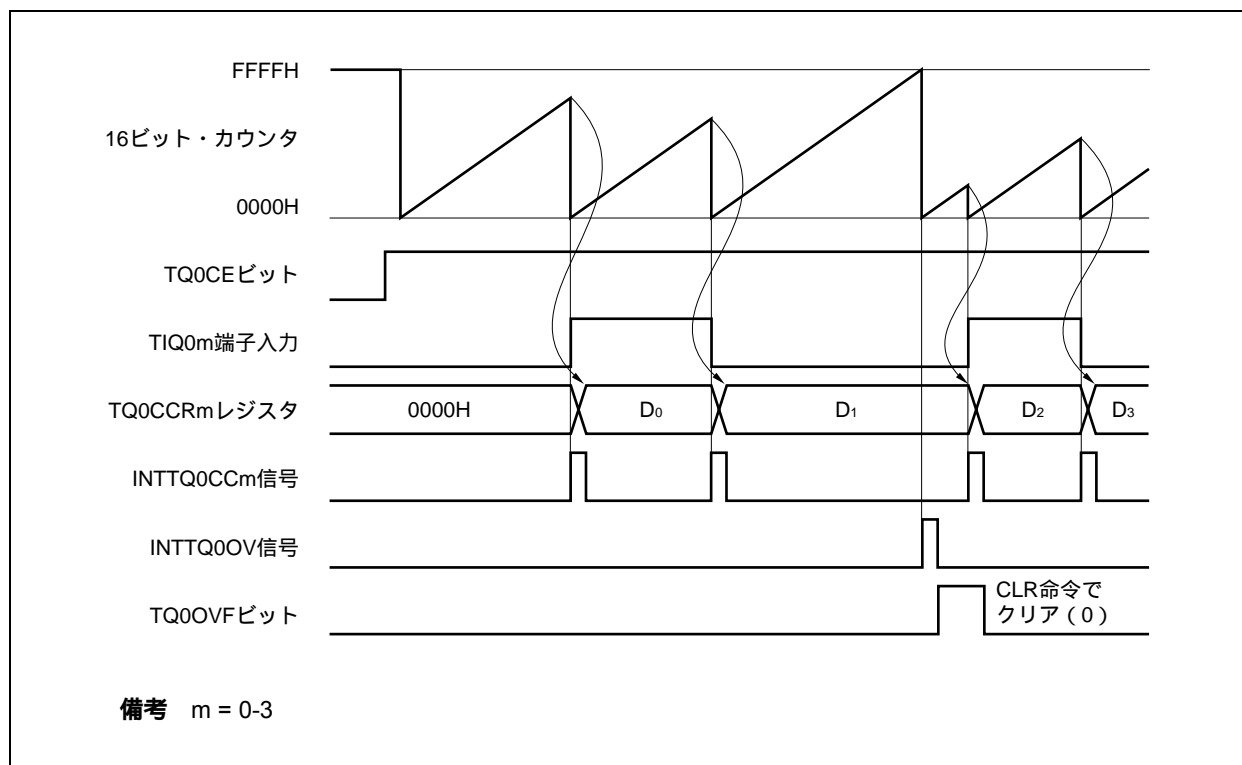 FFFFH
16ビット・カウンタ
0000H
TQ0CEビット
TIQ0m端子入力
TQ0CCRmレジスタ 0000H D0 D1 D2 D3
INTTQ0CCm信号
INTTQ0OV信号
TQ0OVFビット
CLR命令で
クリア(0)
備考 m = 0-3